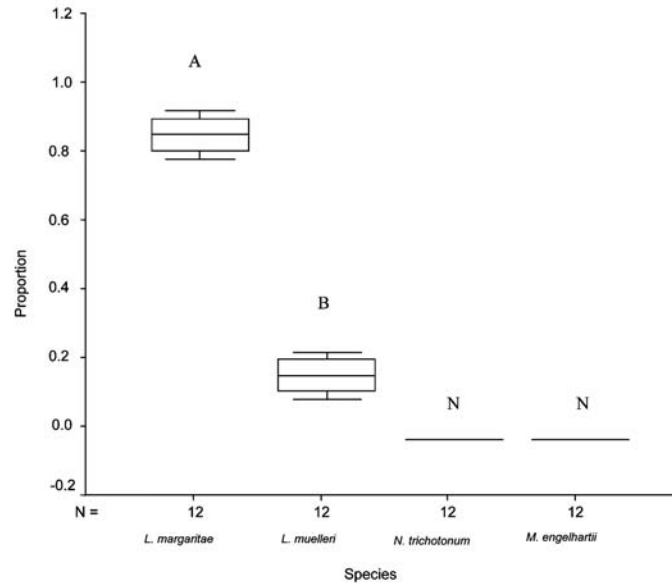 1.2
A
1.0
0.8
0.6
Proportion
0.4
B
0.2
N N
0.0
-0.2
N = 12 12 12 12
L. margaritae L. muelleri N. trichotonum M. engelhartii
Species